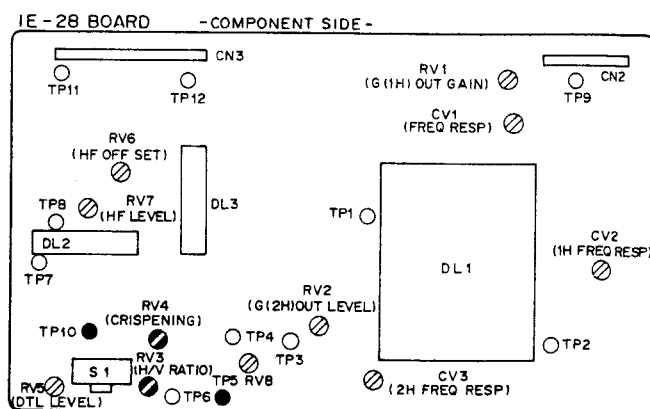 IE-28 BOARD -COMPONENT SIDE-
CN3
TP11
TP12
RV1
(G(1H) OUT GAIN)
CN2
TP9
CV1
(FREQ RESP)
RV6
(HF OFF SET)
TP8
RV7
(HF LEVEL)
DL3
DL2
TP7
TP1
DL1
CV2
(1H FREQ RESP)
RV2
(G(2H)OUT LEVEL)
RV4
(CRISPENING)
TP10
TP4
TP3
TP2
S1
RV3
(H/V RATIO)
RV8
RV5
(DTL LEVEL)
TP6
TP5
CV3
(2H FREQ RESP)